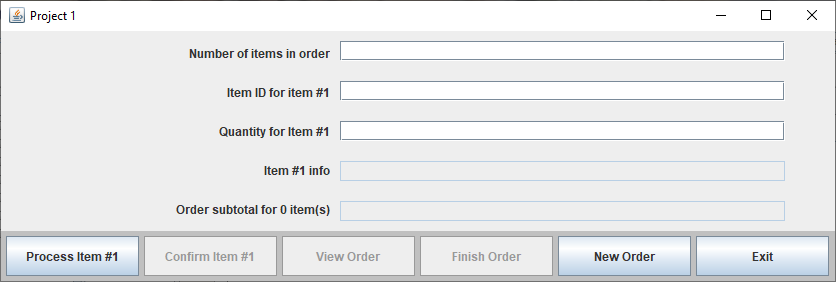 Project 1
Number of items in order
Item ID for item #1
Quantity for Item #1
Item #1 info
Order subtotal for 0 item(s)
Process Item #1 Confirm Item #1 View Order Finish Order New Order Exit